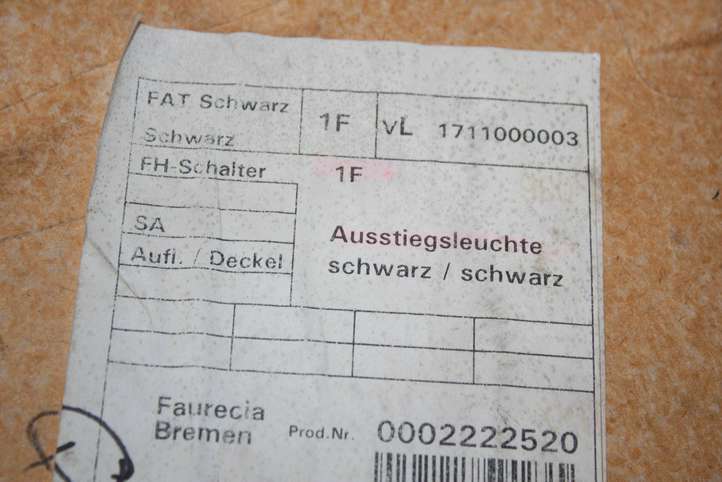 FAT Schwarz
Schwarz
1F
vL 1711000003
FH-Schalter
1F
SA
Aufl. / Deckel
Ausstiegsleuchte
schwarz / schwarz
Faurecia
Bremen
Prod.Nr. 0002222520